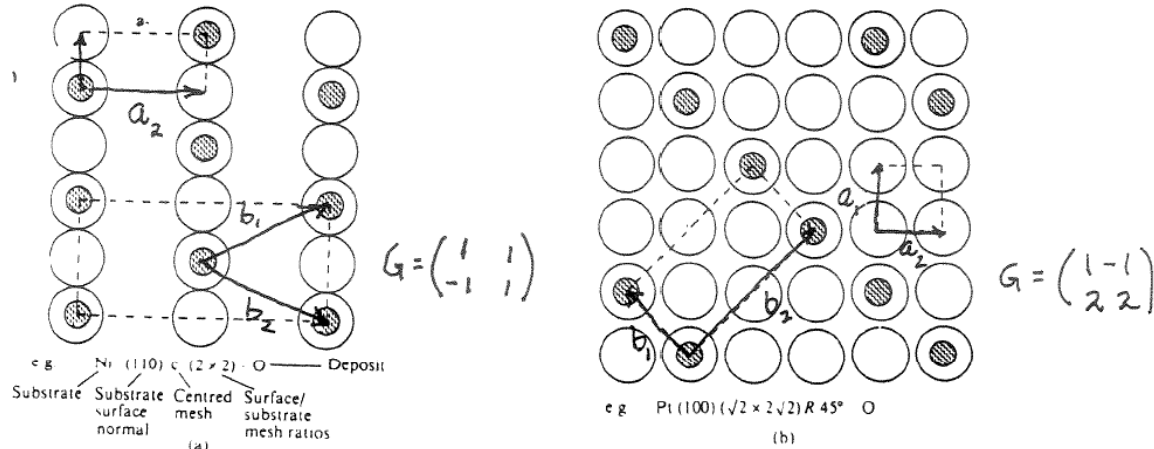 a₂
b₁
b₂
G = ( 1 1
-1 1 )
e g Ni (110) c (2 × 2) - O Deposit
Substrate Substrate surface normal Centred mesh Surface/ substrate mesh ratios
(a)
a₁
a₂
b₁
b₂
G = ( 1 -1
2 2 )
e g Pt (100) (√2 × 2√2) R 45° O
(b)